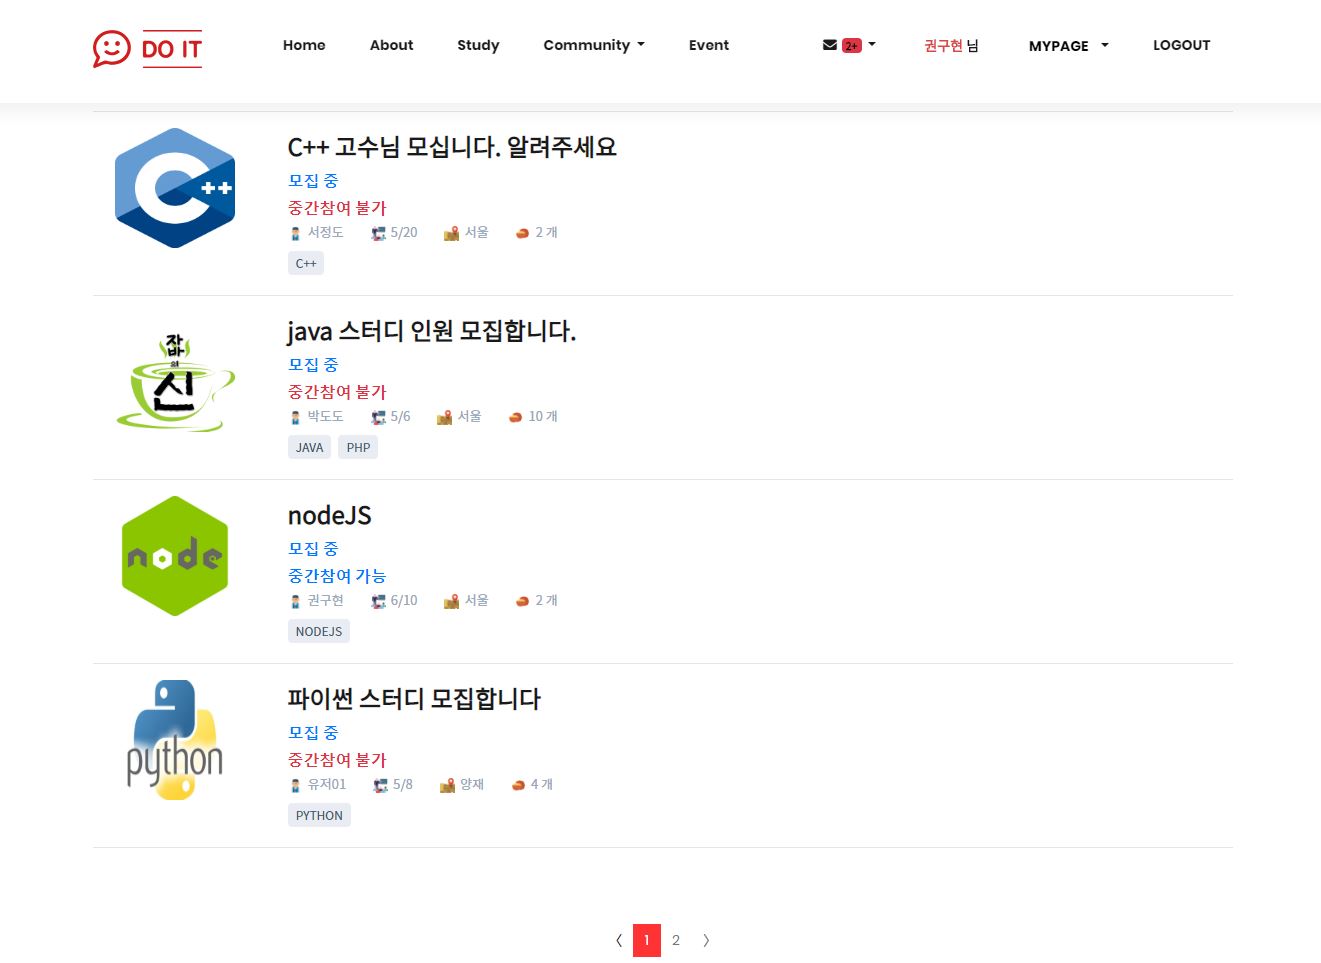 DO IT Home About Study Community Event 2+ 권구현 님 MYPAGE LOGOUT
C++ 고수님 모십니다. 알려주세요
모집 중
중간참여 불가
서정도 5/20 서울 2 개
C++
자바의 신
java 스터디 인원 모집합니다.
모집 중
중간참여 불가
박도도 5/6 서울 10 개
JAVA PHP
node
nodeJS
모집 중
중간참여 가능
권구현 6/10 서울 2 개
NODEJS
python
파이썬 스터디 모집합니다
모집 중
중간참여 불가
유저01 5/8 양재 4 개
PYTHON
〈 1 2 〉